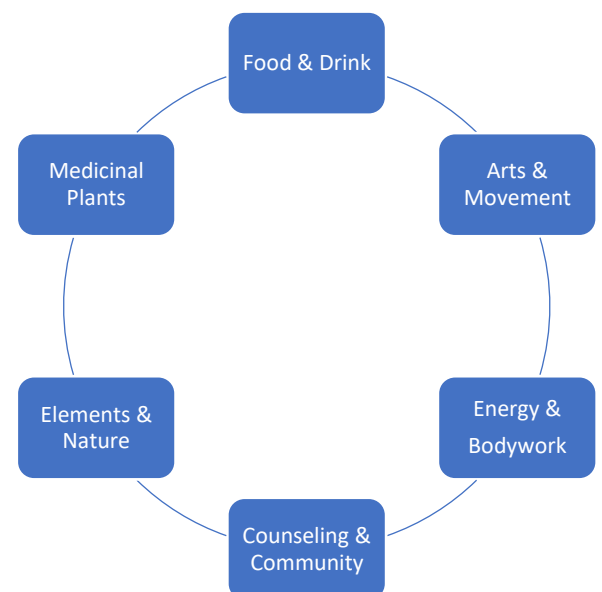 Food & Drink
Arts &
Movement
Energy &
Bodywork
Counseling &
Community
Elements &
Nature
Medicinal
Plants